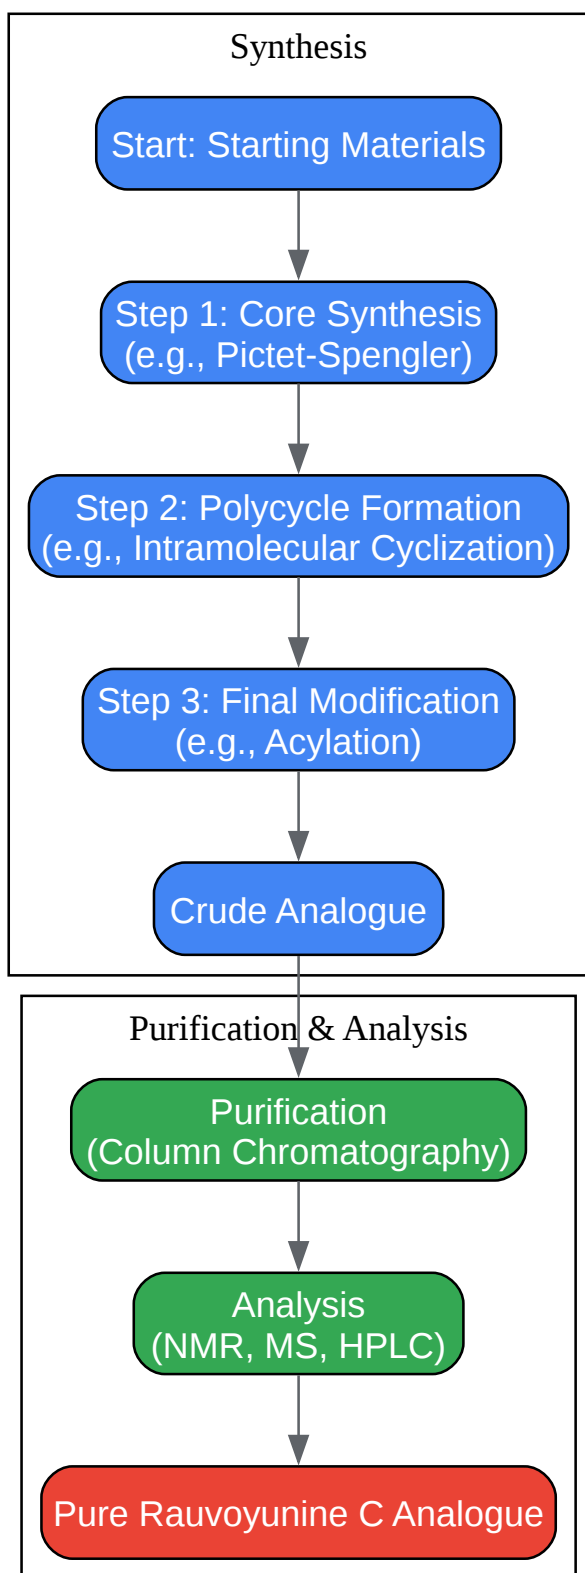 Synthesis
Start: Starting Materials
Step 1: Core Synthesis
(e.g., Pictet-Spengler)
Step 2: Polycycle Formation
(e.g., Intramolecular Cyclization)
Step 3: Final Modification
(e.g., Acylation)
Crude Analogue
Purification & Analysis
Purification
(Column Chromatography)
Analysis
(NMR, MS, HPLC)
Pure Rauvoyunine C Analogue